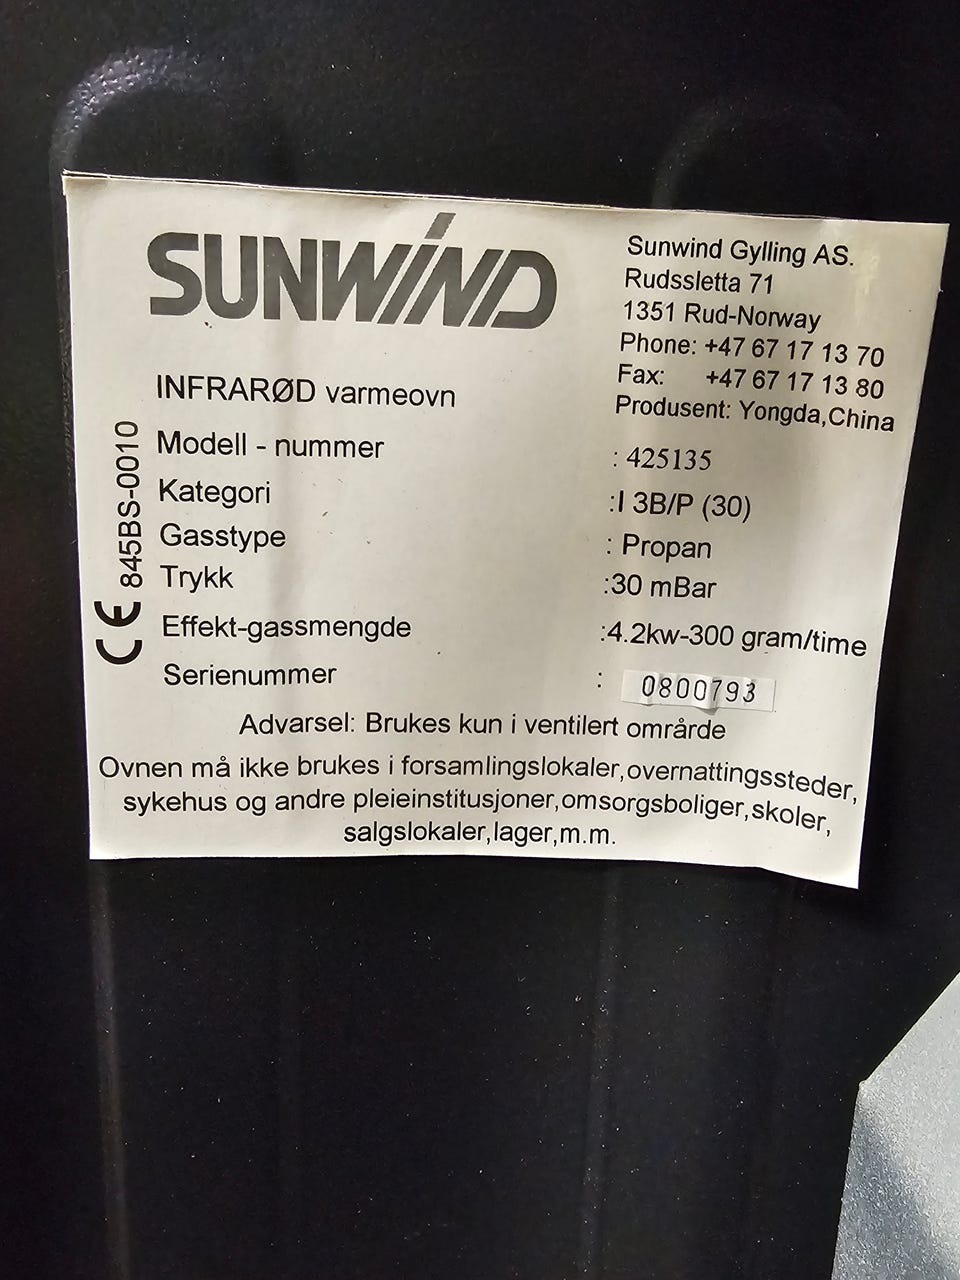 SUNWIND
Sunwind Gylling AS.
Rudssletta 71
1351 Rud-Norway
Phone: +47 67 17 13 70
Fax: +47 67 17 13 80
Produsent: Yongda,China
INFRARØD varmeovn
Modell - nummer : 425135
Kategori :I 3B/P (30)
Gasstype : Propan
Trykk :30 mBar
Effekt-gassmengde :4.2kw-300 gram/time
Serienummer : 0800793
CE 845BS-0010
Advarsel: Brukes kun i ventilert områrde
Ovnen må ikke brukes i forsamlingslokaler,overnattingssteder,
sykehus og andre pleieinstitusjoner,omsorgsboliger,skoler,
salgslokaler,lager,m.m.